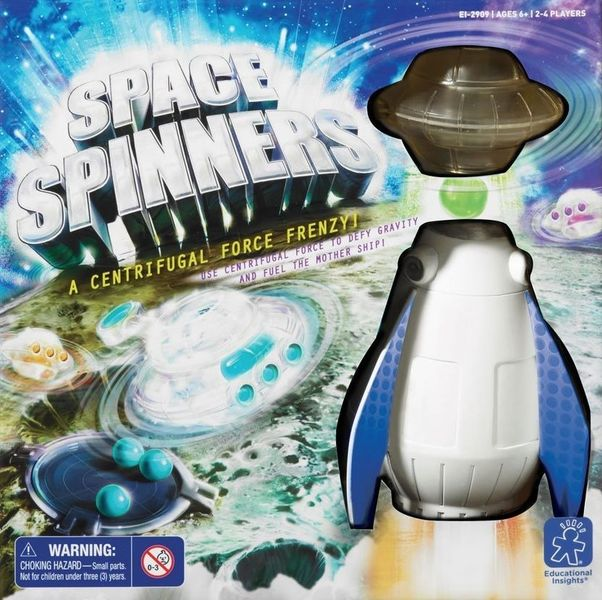 EI-2909 | AGES 6+ | 2-4 PLAYERS
SPACE
SPINNERS
A CENTRIFUGAL FORCE FRENZY!
USE CENTRIFUGAL FORCE TO DEFY GRAVITY
AND FUEL THE MOTHER SHIP!
WARNING:
CHOKING HAZARD—Small parts.
Not for children under three (3) years.
0-3
Educational
Insights®